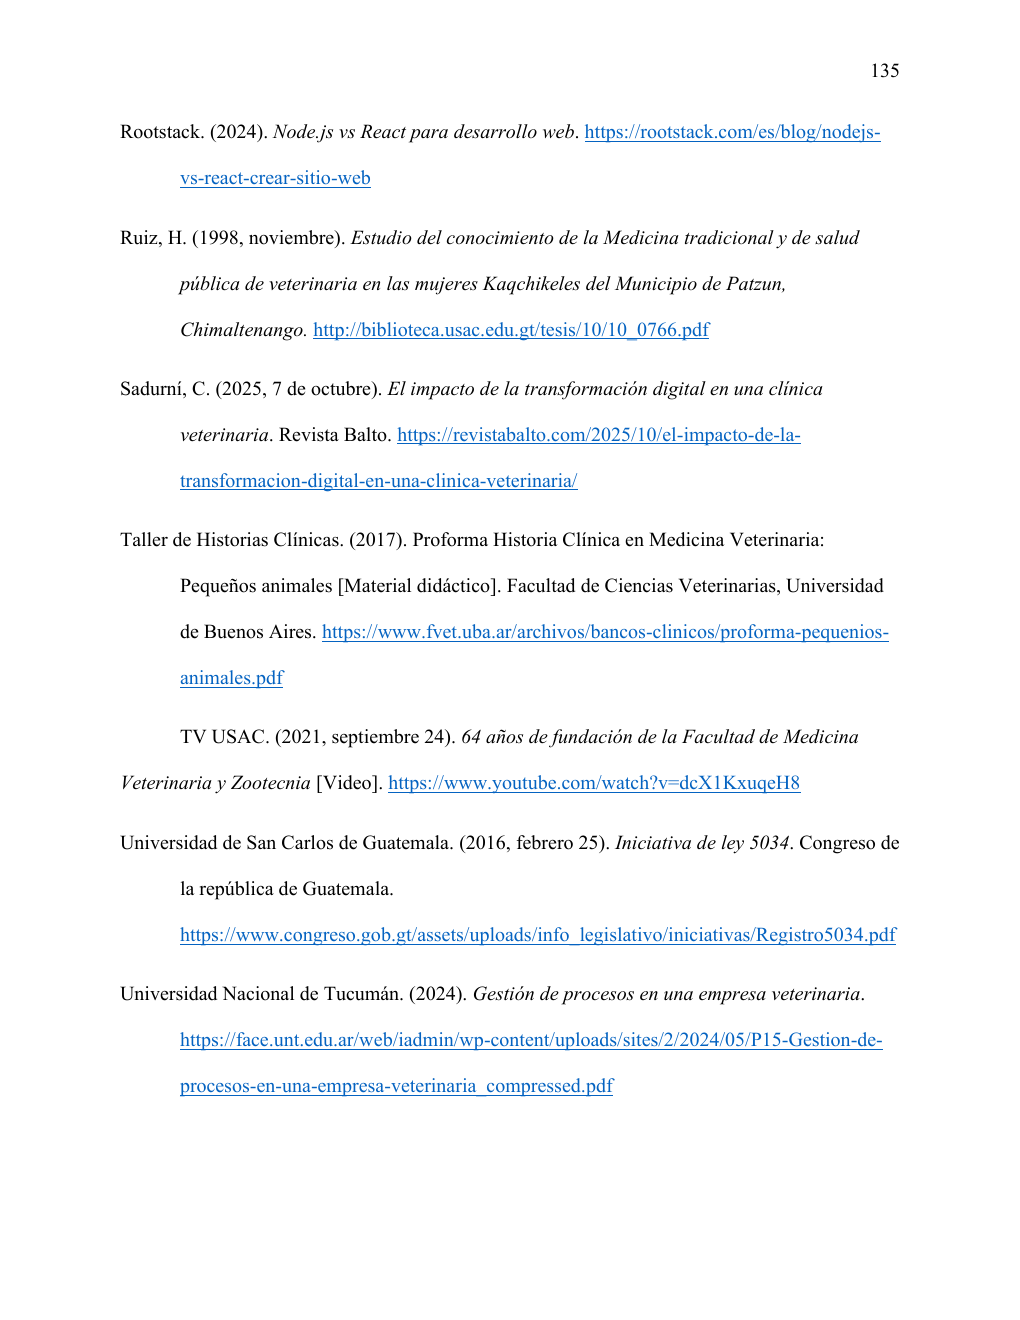 135
Rootstack. (2024). Node.js vs React para desarrollo web. https://rootstack.com/es/blog/nodejs-
vs-react-crear-sitio-web
Ruiz, H. (1998, noviembre). Estudio del conocimiento de la Medicina tradicional y de salud
pública de veterinaria en las mujeres Kaqchikeles del Municipio de Patzun,
Chimaltenango. http://biblioteca.usac.edu.gt/tesis/10/10_0766.pdf
Sadurní, C. (2025, 7 de octubre). El impacto de la transformación digital en una clínica
veterinaria. Revista Balto. https://revistabalto.com/2025/10/el-impacto-de-la-
transformacion-digital-en-una-clinica-veterinaria/
Taller de Historias Clínicas. (2017). Proforma Historia Clínica en Medicina Veterinaria:
Pequeños animales [Material didáctico]. Facultad de Ciencias Veterinarias, Universidad
de Buenos Aires. https://www.fvet.uba.ar/archivos/bancos-clinicos/proforma-pequenios-
animales.pdf
TV USAC. (2021, septiembre 24). 64 años de fundación de la Facultad de Medicina
Veterinaria y Zootecnia [Video]. https://www.youtube.com/watch?v=dcX1KxuqeH8
Universidad de San Carlos de Guatemala. (2016, febrero 25). Iniciativa de ley 5034. Congreso de
la república de Guatemala.
https://www.congreso.gob.gt/assets/uploads/info_legislativo/iniciativas/Registro5034.pdf
Universidad Nacional de Tucumán. (2024). Gestión de procesos en una empresa veterinaria.
https://face.unt.edu.ar/web/iadmin/wp-content/uploads/sites/2/2024/05/P15-Gestion-de-
procesos-en-una-empresa-veterinaria_compressed.pdf